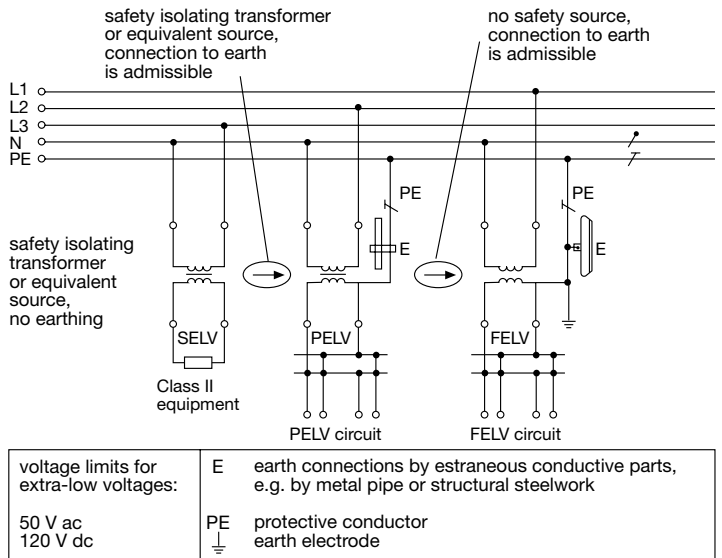 safety isolating transformer
or equivalent source,
connection to earth
is admissible
no safety source,
connection to earth
is admissible
L1
L2
L3
N
PE
PE
PE
safety isolating
transformer
or equivalent
source,
no earthing
E
E
SELV
PELV
FELV
Class II
equipment
PELV circuit
FELV circuit
voltage limits for
extra-low voltages:
50 V ac
120 V dc
E earth connections by estraneous conductive parts,
e.g. by metal pipe or structural steelwork
PE protective conductor
earth electrode